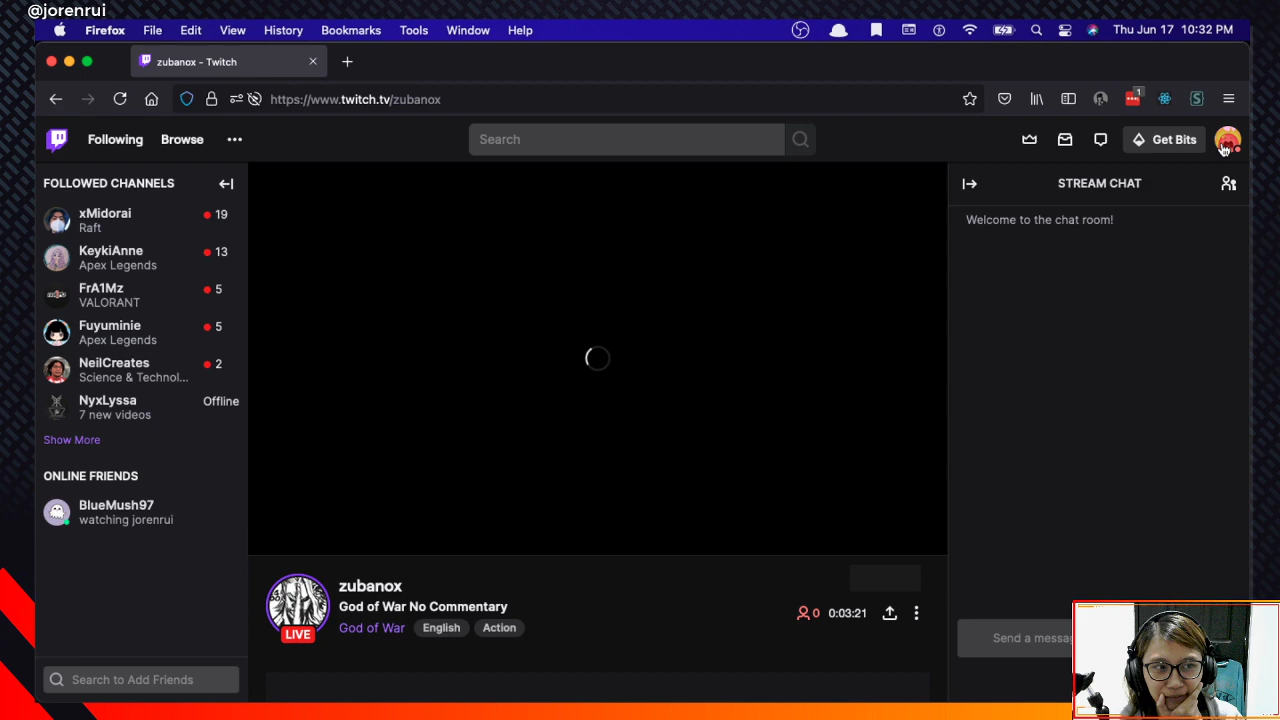 @jorenrui
Firefox File Edit View History Bookmarks Tools Window Help Thu Jun 17 10:32 PM
zubanox - Twitch
https://www.twitch.tv/zubanox
1
Following Browse Search Get Bits
FOLLOWED CHANNELS
xMidorai 19
Raft
KeykiAnne 13
Apex Legends
FrA1Mz 5
VALORANT
Fuyuminie 5
Apex Legends
NeilCreates 2
Science & Technol...
NyxLyssa Offline
7 new videos
Show More
ONLINE FRIENDS
BlueMush97
watching jorenrui
Search to Add Friends
zubanox
God of War No Commentary
God of War English Action
LIVE
0 0:03:21
STREAM CHAT
Welcome to the chat room!
Send a messa